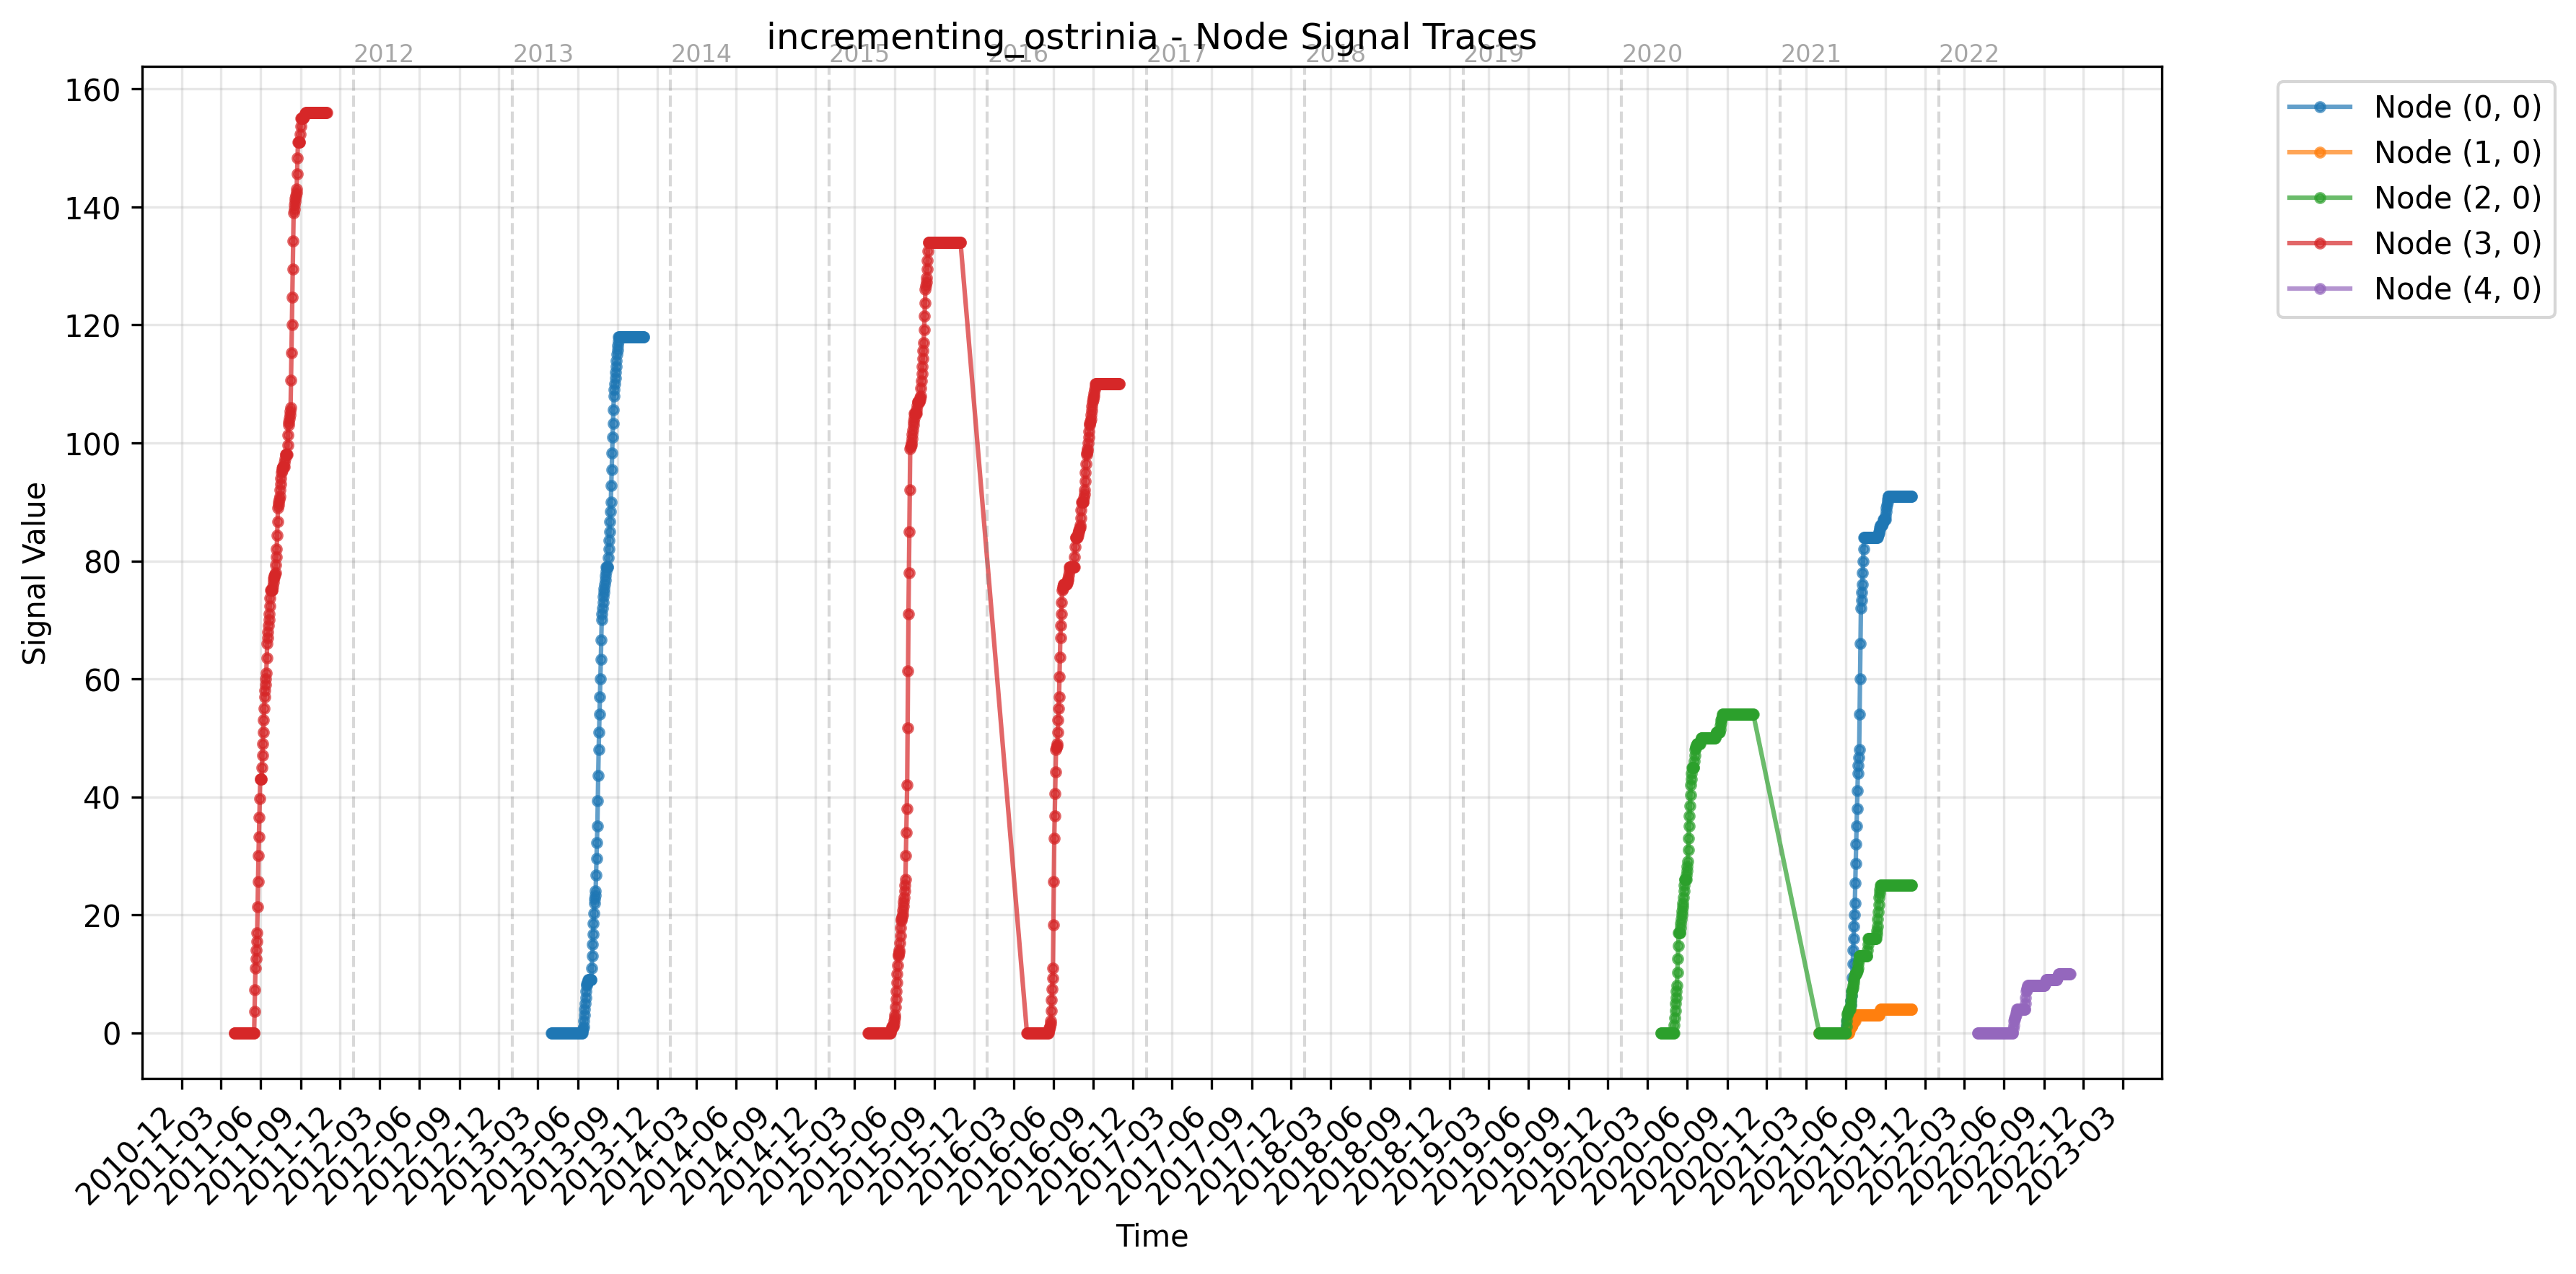 incrementing_ostrinia - Node Signal Traces
2012 2013 2014 2015 2016 2017 2018 2019 2020 2021 2022
Signal Value
160
140
120
100
80
60
40
20
0
2010-12 2011-03 2011-06 2011-09 2011-12 2012-03 2012-06 2012-09 2012-12 2013-03 2013-06 2013-09 2013-12 2014-03 2014-06 2014-09 2014-12 2015-03 2015-06 2015-09 2015-12 2016-03 2016-06 2016-09 2016-12 2017-03 2017-06 2017-09 2017-12 2018-03 2018-06 2018-09 2018-12 2019-03 2019-06 2019-09 2019-12 2020-03 2020-06 2020-09 2020-12 2021-03 2021-06 2021-09 2021-12 2022-03 2022-06 2022-09 2022-12 2023-03
Time
Node (0, 0)
Node (1, 0)
Node (2, 0)
Node (3, 0)
Node (4, 0)